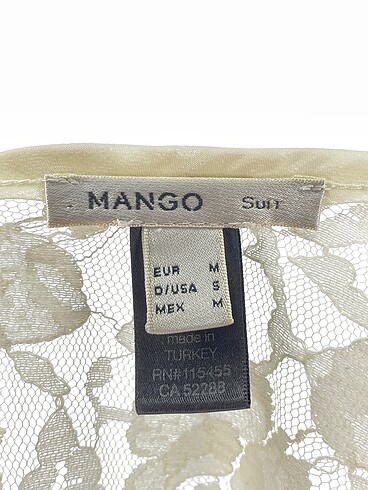 MANGO Suit
EUR M
D/USA S
MEX M
made in
TURKEY
RN#115455
CA 52288